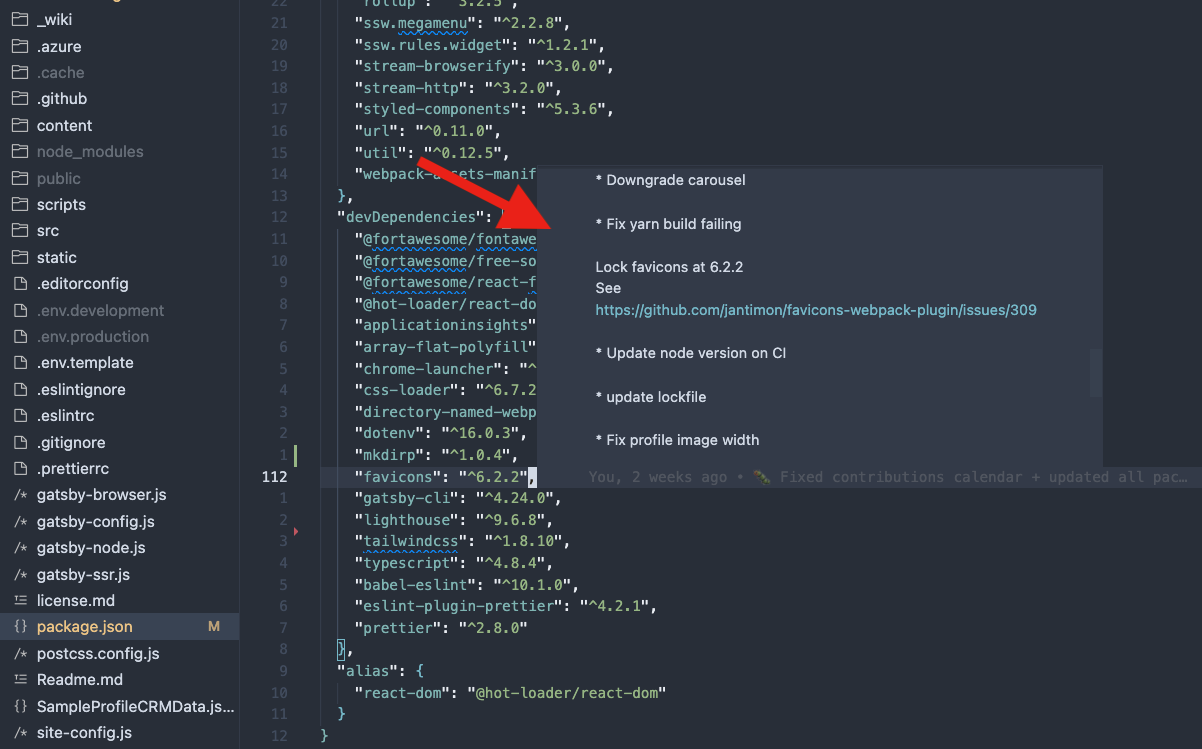 _wiki
.azure
.cache
.github
content
node_modules
public
scripts
src
static
.editorconfig
.env.development
.env.production
.env.template
.eslintignore
.eslintrc
.gitignore
.prettierrc
/* gatsby-browser.js
/* gatsby-config.js
/* gatsby-node.js
/* gatsby-ssr.js
license.md
{} package.json M
/* postcss.config.js
Readme.md
{} SampleProfileCRMData.js...
/* site-config.js
22 "rollup": "^3.2.5",
21 "ssw.megamenu": "^2.2.8",
20 "ssw.rules.widget": "^1.2.1",
19 "stream-browserify": "^3.0.0",
18 "stream-http": "^3.2.0",
17 "styled-components": "^5.3.6",
16 "url": "^0.11.0",
15 "util": "^0.12.5",
14 "webpack-assets-manif
13 },
12 "devDependencies":
11 "@fortawesome/fontawe
10 "@fortawesome/free-so
9 "@fortawesome/react-f
8 "@hot-loader/react-do
7 "applicationinsights"
6 "array-flat-polyfill"
5 "chrome-launcher": "^
4 "css-loader": "^6.7.2
3 "directory-named-webp
2 "dotenv": "^16.0.3",
1 "mkdirp": "^1.0.4",
112 "favicons": "^6.2.2", You, 2 weeks ago • 🐛 Fixed contributions calendar + updated all pac…
1 "gatsby-cli": "^4.24.0",
2 "lighthouse": "^9.6.8",
3 "tailwindcss": "^1.8.10",
4 "typescript": "^4.8.4",
5 "babel-eslint": "^10.1.0",
6 "eslint-plugin-prettier": "^4.2.1",
7 "prettier": "^2.8.0"
8 },
9 "alias": {
10 "react-dom": "@hot-loader/react-dom"
11 }
12 }
* Downgrade carousel
* Fix yarn build failing
Lock favicons at 6.2.2
See
https://github.com/jantimon/favicons-webpack-plugin/issues/309
* Update node version on CI
* update lockfile
* Fix profile image width